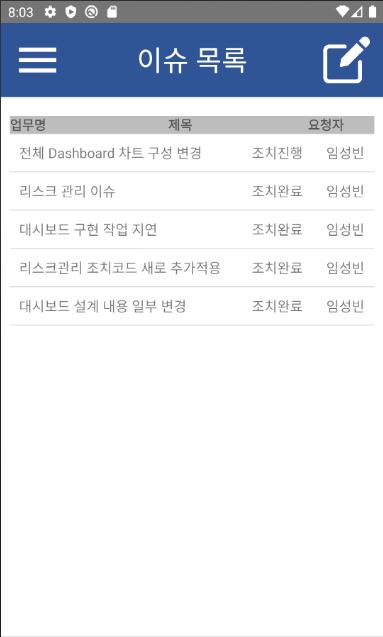 8:03
이슈 목록
업무명 제목 요청자
전체 Dashboard 차트 구성 변경 조치진행 임성빈
리스크 관리 이슈 조치완료 임성빈
대시보드 구현 작업 지연 조치완료 임성빈
리스크관리 조치코드 새로 추가적용 조치완료 임성빈
대시보드 설계 내용 일부 변경 조치완료 임성빈